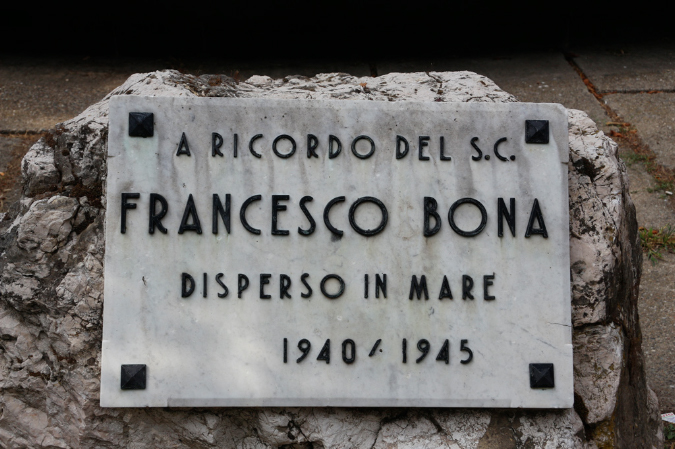 A RICORDO DEL S.C.
FRANCESCO BONA
DISPERSO IN MARE
1940/1945